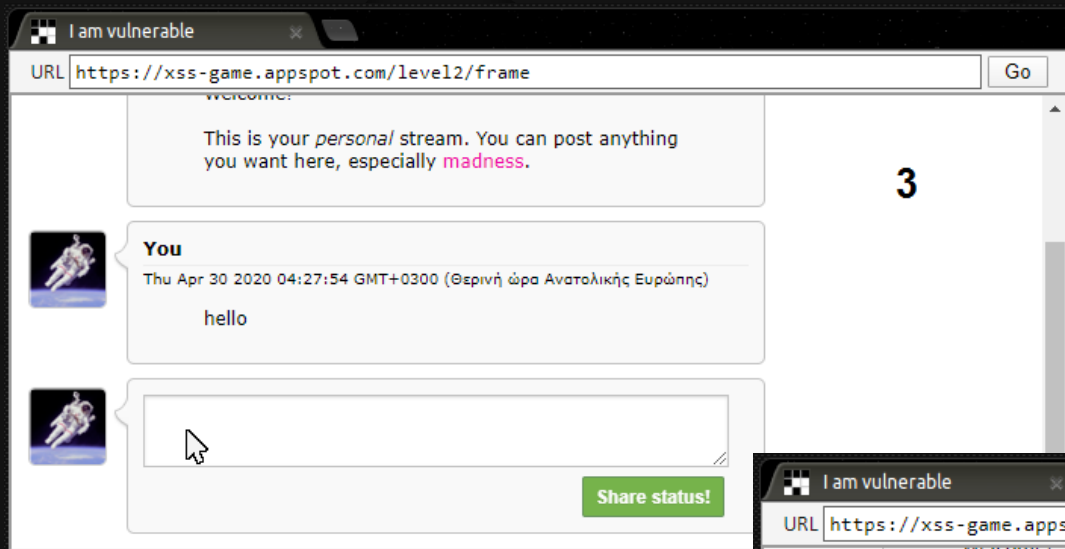 I am vulnerable
URL https://xss-game.appspot.com/level2/frame Go
welcome!
This is your personal stream. You can post anything
you want here, especially madness.
3
You
Thu Apr 30 2020 04:27:54 GMT+0300 (Θερινή ώρα Ανατολικής Ευρώπης)
hello
Share status!
I am vulnerable
URL https://xss-game.apps